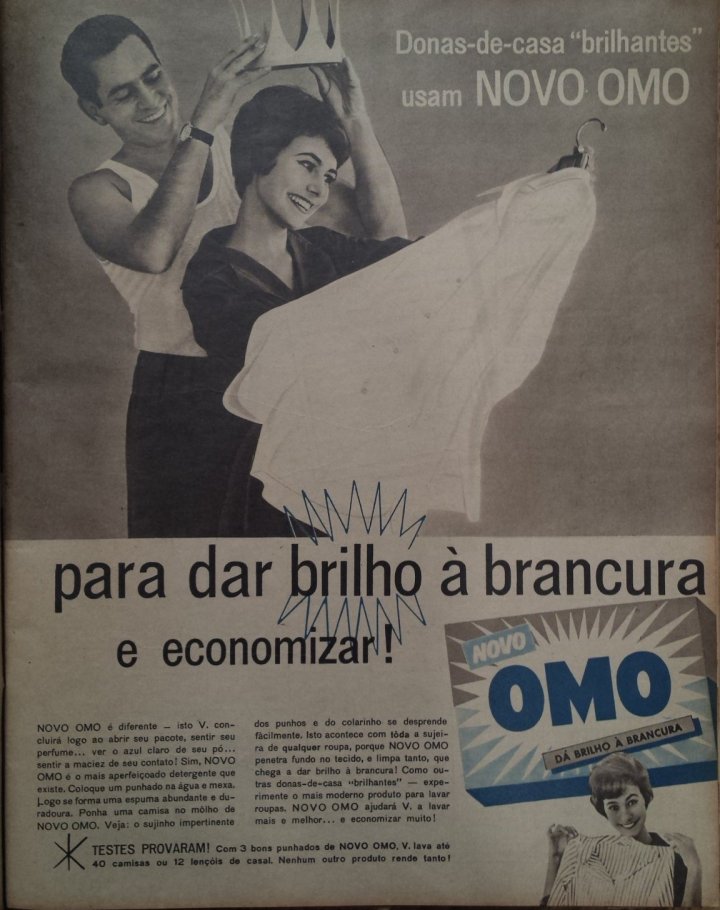 Donas-de-casa "brilhantes"
usam NOVO OMO
para dar brilho à brancura
e economizar!
NOVO
OMO
DÁ BRILHO À BRANCURA
NOVO OMO é diferente — isto V. con-
cluirá logo ao abrir seu pacote, sentir seu
perfume... ver o azul claro de seu pó...
sentir a maciez de seu contato! Sim, NOVO
OMO é o mais aperfeiçoado detergente que
existe. Coloque um punhado na água e mexa.
Logo se forma uma espuma abundante e du-
radoura. Ponha uma camisa no môlho de
NOVO OMO. Veja: o sujinho impertinente
dos punhos e do colarinho se desprende
fàcilmente. Isto acontece com tôda a sujei-
ra de qualquer roupa, porque NOVO OMO
penetra fundo no tecido, e limpa tanto, que
chega a dar brilho à brancura! Como ou-
tras donas-de-casa "brilhantes" — expe-
rimente o mais moderno produto para lavar
roupas. NOVO OMO ajudará V. a lavar
mais e melhor... e economizar muito!
TESTES PROVARAM! Com 3 bons punhados de NOVO OMO, V. lava até
40 camisas ou 12 lençóis de casal. Nenhum outro produto rende tanto!